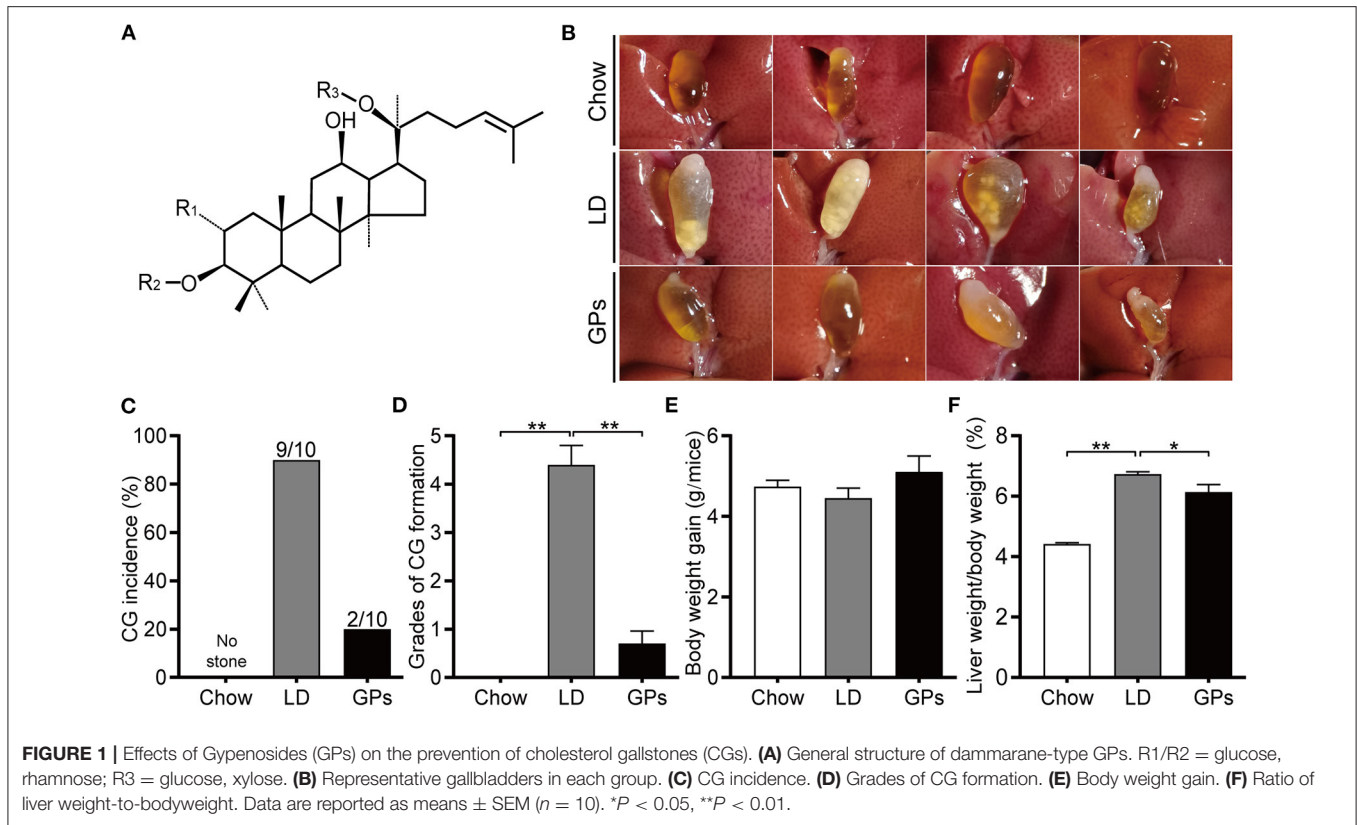 A
R3
O
OH
R1
R2
O
B
Chow
LD
GPs
C
CG incidence (%)
100
80
60
40
20
0
No
stone
9/10
2/10
Chow LD GPs
D
Grades of CG formation
5
4
3
2
1
0
** **
Chow LD GPs
E
Body weight gain (g/mice)
6
4
2
0
Chow LD GPs
F
Liver weight/body weight (%)
8
6
4
2
0
** *
Chow LD GPs
FIGURE 1 | Effects of Gypenosides (GPs) on the prevention of cholesterol gallstones (CGs). (A) General structure of dammarane-type GPs. R1/R2 = glucose,
rhamnose; R3 = glucose, xylose. (B) Representative gallbladders in each group. (C) CG incidence. (D) Grades of CG formation. (E) Body weight gain. (F) Ratio of
liver weight-to-bodyweight. Data are reported as means ± SEM (n = 10). *P < 0.05, **P < 0.01.